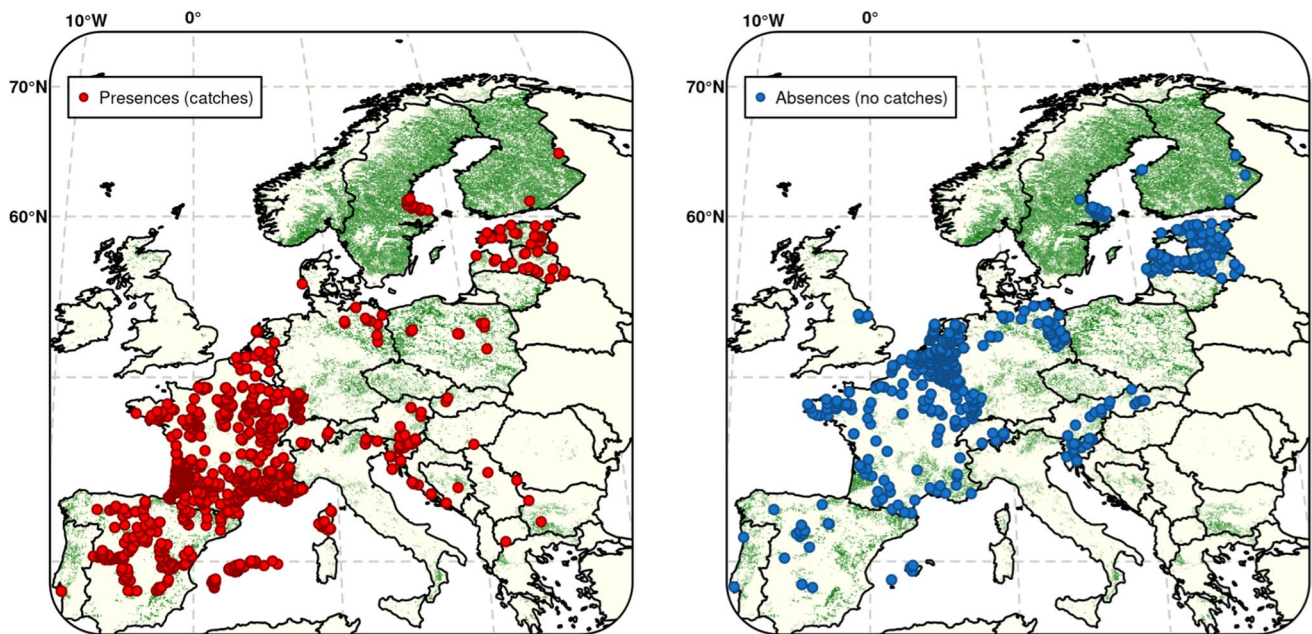 10°W 0°
70°N
Presences (catches)
60°N
10°W 0°
70°N
Absences (no catches)
60°N